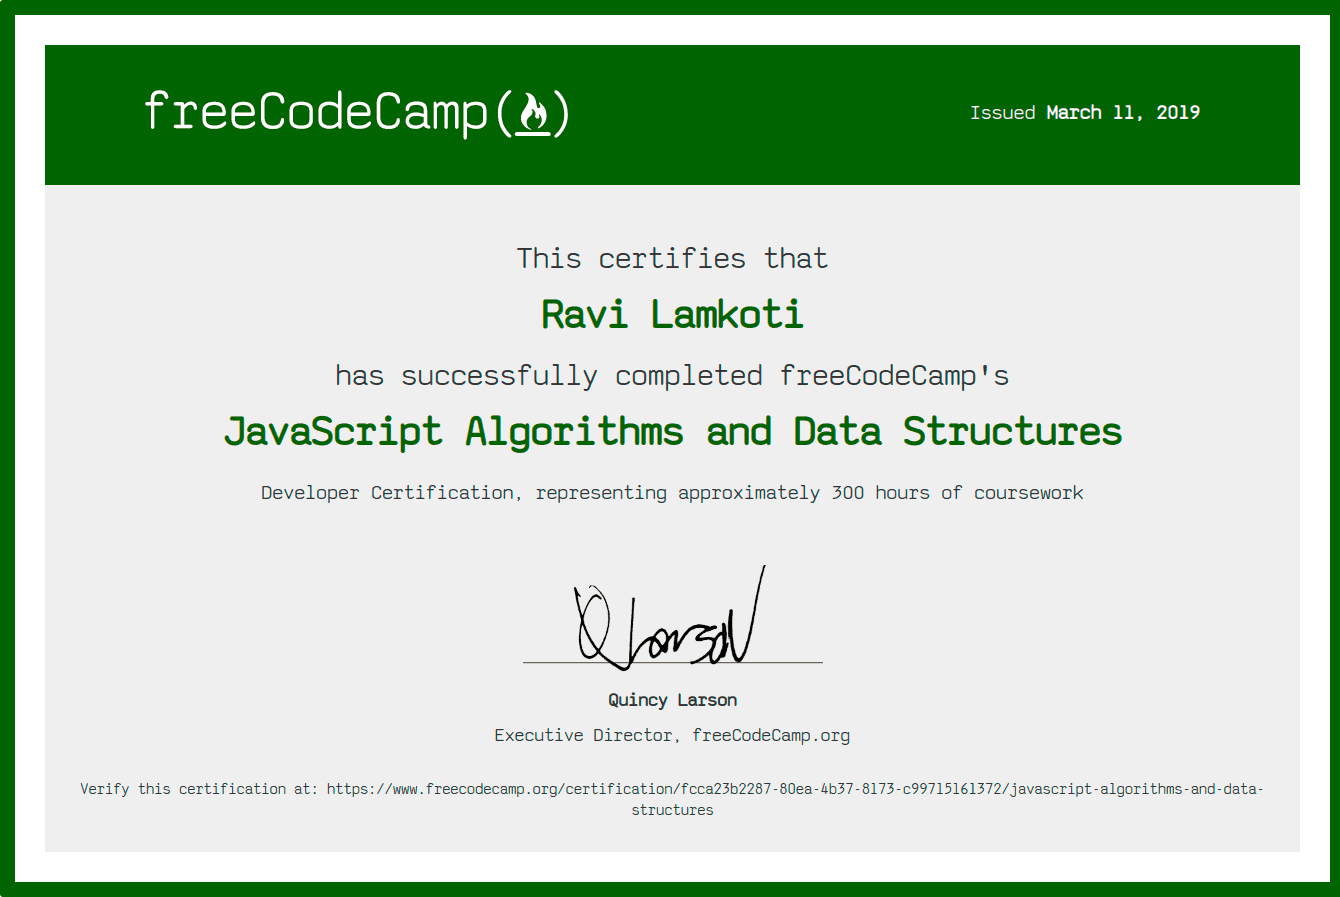 freeCodeCamp(🔥)
Issued March 11, 2019
This certifies that
Ravi Lamkoti
has successfully completed freeCodeCamp's
JavaScript Algorithms and Data Structures
Developer Certification, representing approximately 300 hours of coursework
Q Larson
Quincy Larson
Executive Director, freeCodeCamp.org
Verify this certification at: https://www.freecodecamp.org/certification/fcca23b2287-80ea-4b37-8173-c99715161372/javascript-algorithms-and-data-
structures